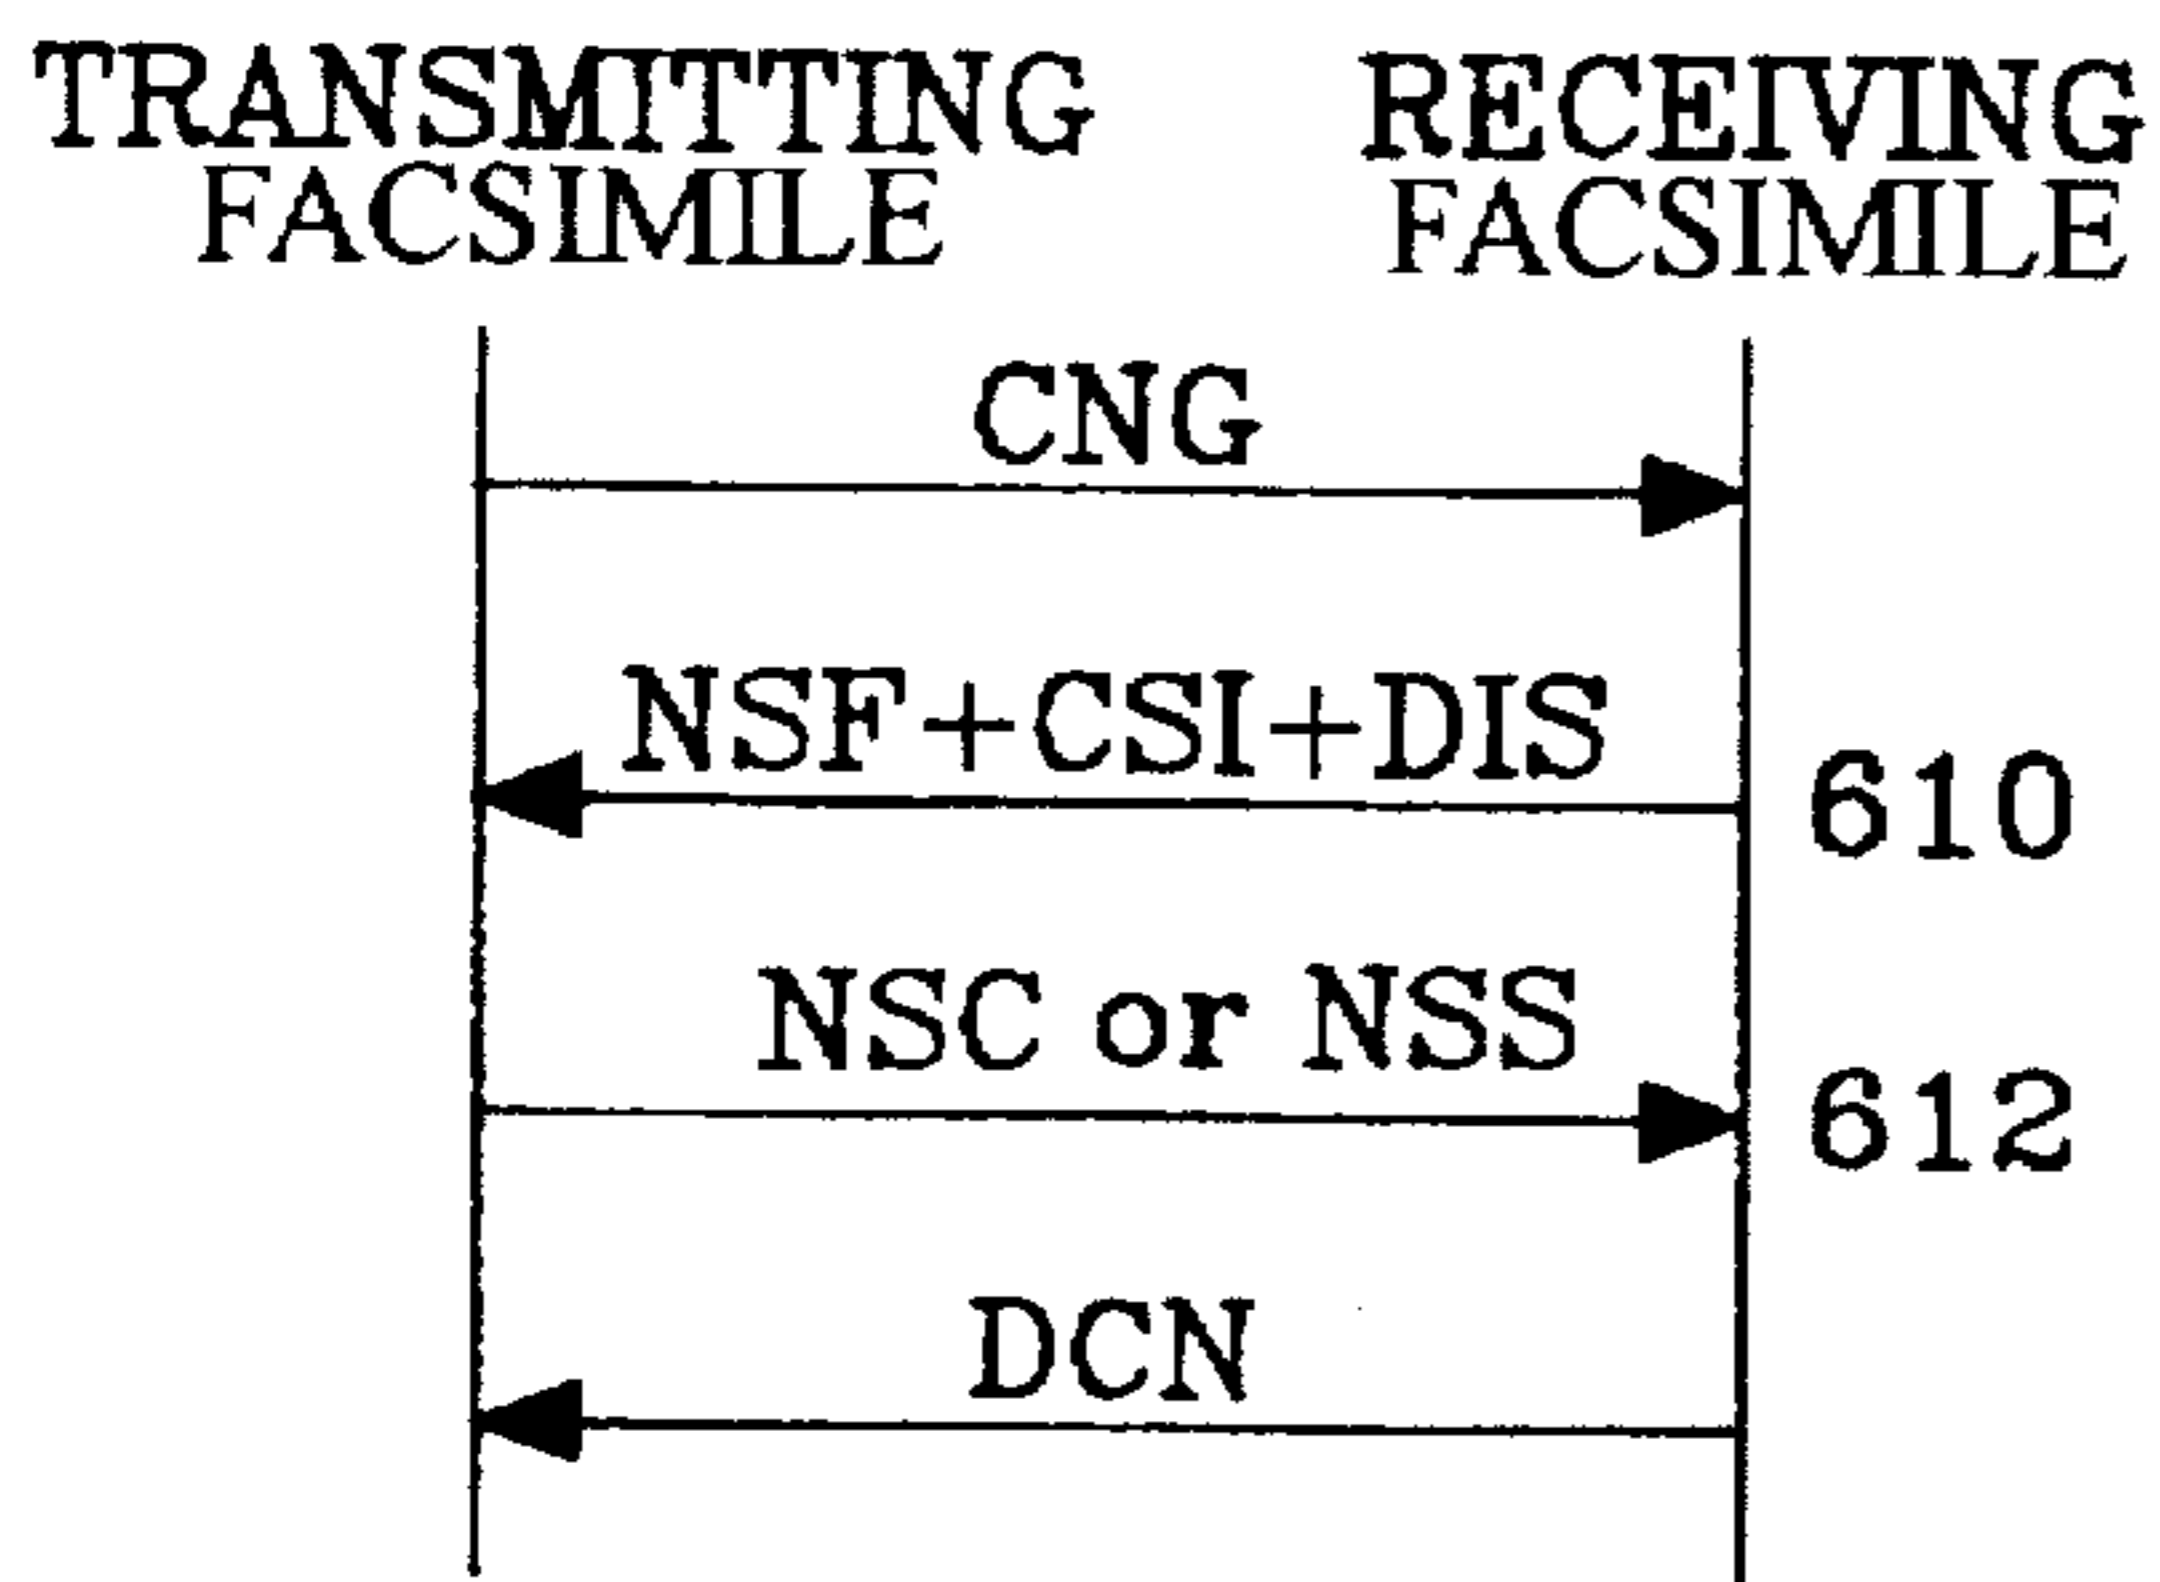 TRANSMITTING
FACSIMILE
RECEIVING
FACSIMILE
CNG
NSF+CSI+DIS
610
NSC or NSS
612
DCN